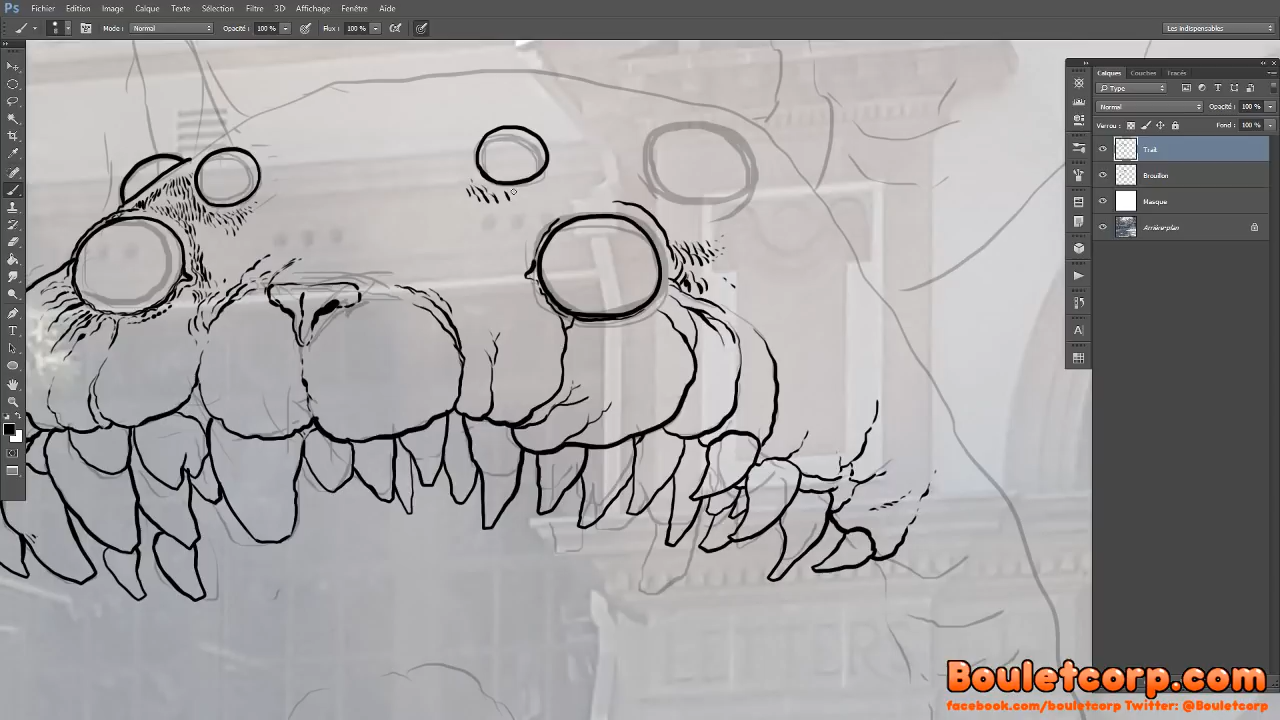 Ps Fichier Edition Image Calque Texte Sélection Filtre 3D Affichage Fenêtre Aide
Mode : Normal Opacité : 100 % Flux : 100 % Les indispensables
Calques Couches Tracés
Type
Normal Opacité : 100 %
Verrou : Fond : 100 %
Trait
Brouillon
Masque
Arrière-plan
Bouletcorp.com
facebook.com/bouletcorp Twitter: @Bouletcorp